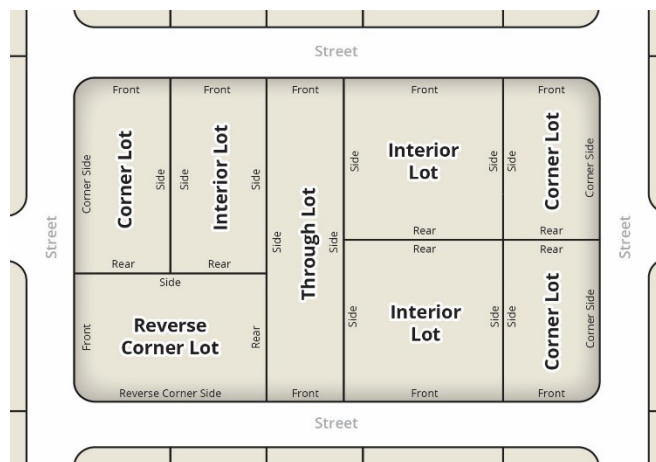 Street
Front
Front
Front
Front
Front
Corner Side
Corner Lot
Side
Side
Interior Lot
Side
Side
Through Lot
Side
Side
Interior
Lot
Side
Side
Corner Lot
Corner Side
Rear
Rear
Rear
Rear
Street
Street
Side
Front
Reverse
Corner Lot
Rear
Reverse Corner Side
Front
Rear
Side
Interior
Lot
Side
Front
Rear
Side
Corner Lot
Corner Side
Front
Street